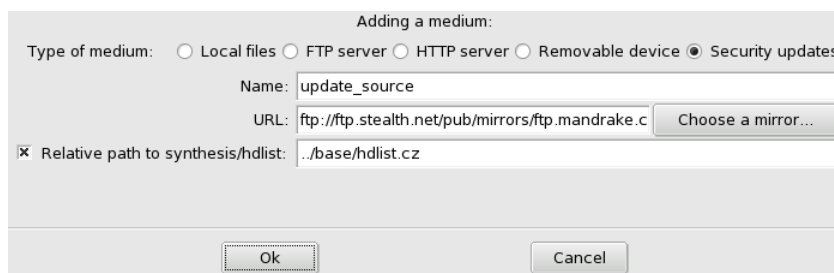 Adding a medium:
Type of medium: Local files FTP server HTTP server Removable device Security updates
Name: update_source
URL: ftp://ftp.stealth.net/pub/mirrors/ftp.mandrake.c Choose a mirror...
Relative path to synthesis/hdlist: ../base/hdlist.cz
Ok Cancel